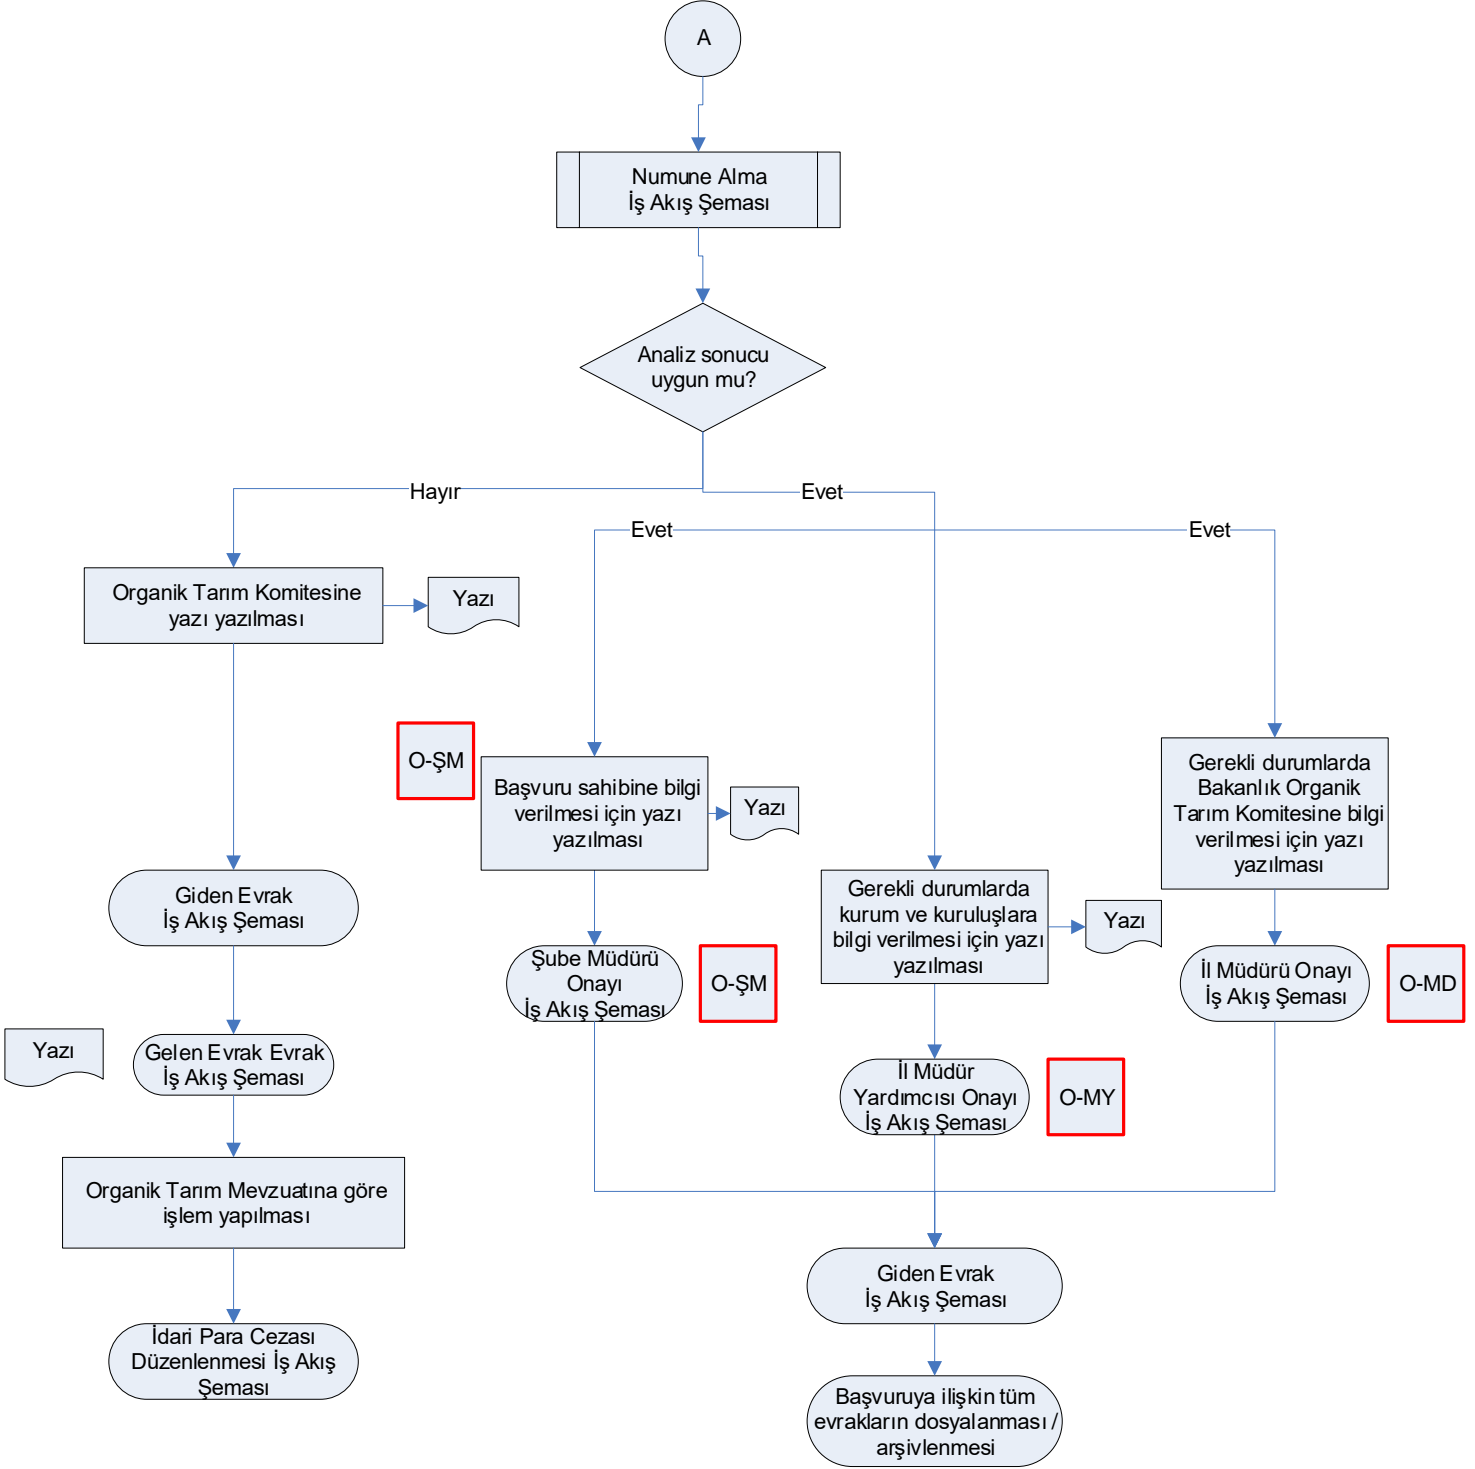 A
Numune Alma
İş Akış Şeması
Analiz sonucu
uygun mu?
Hayır
Evet
Evet
Evet
Organik Tarım Komitesine
yazı yazılması
Yazı
O-ŞM
Başvuru sahibine bilgi
verilmesi için yazı
yazılması
Yazı
Gerekli durumlarda
Bakanlık Organik
Tarım Komitesine bilgi
verilmesi için yazı
yazılması
Giden Evrak
İş Akış Şeması
Gerekli durumlarda
kurum ve kuruluşlara
bilgi verilmesi için yazı
yazılması
Yazı
Şube Müdürü
Onayı
İş Akış Şeması
O-ŞM
İl Müdürü Onayı
İş Akış Şeması
O-MD
Yazı
Gelen Evrak Evrak
İş Akış Şeması
İl Müdür
Yardımcısı Onayı
İş Akış Şeması
O-MY
Organik Tarım Mevzuatına göre
işlem yapılması
Giden Evrak
İş Akış Şeması
İdari Para Cezası
Düzenlenmesi İş Akış
Şeması
Başvuruya ilişkin tüm
evrakların dosyalanması /
arşivlenmesi